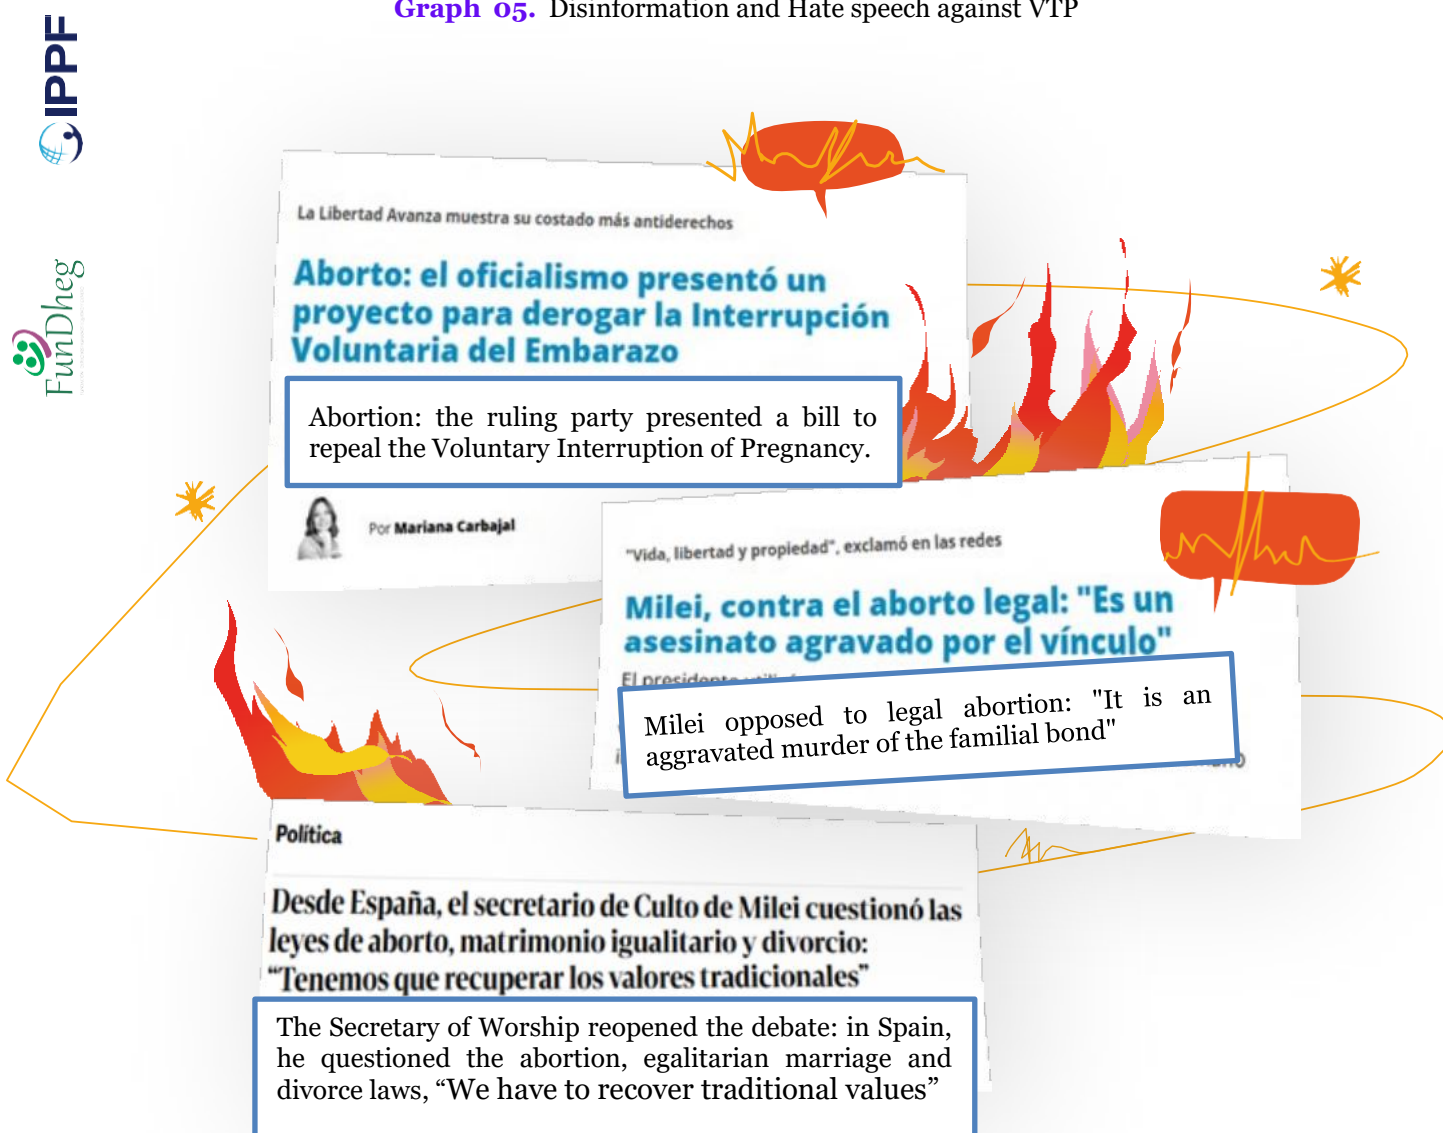 Graph 05. Disinformation and Hate speech against VTP
IPPF
FunDheg
La Libertad Avanza muestra su costado más antiderechos
Aborto: el oficialismo presentó un
proyecto para derogar la Interrupción
Voluntaria del Embarazo
Abortion: the ruling party presented a bill to
repeal the Voluntary Interruption of Pregnancy.
Por Mariana Carbajal
"Vida, libertad y propiedad", exclamó en las redes
Milei, contra el aborto legal: "Es un
asesinato agravado por el vínculo"
El presidente
Milei opposed to legal abortion: "It is an
aggravated murder of the familial bond"
Política
Desde España, el secretario de Culto de Milei cuestionó las
leyes de aborto, matrimonio igualitario y divorcio:
“Tenemos que recuperar los valores tradicionales”
The Secretary of Worship reopened the debate: in Spain,
he questioned the abortion, egalitarian marriage and
divorce laws, “We have to recover traditional values”